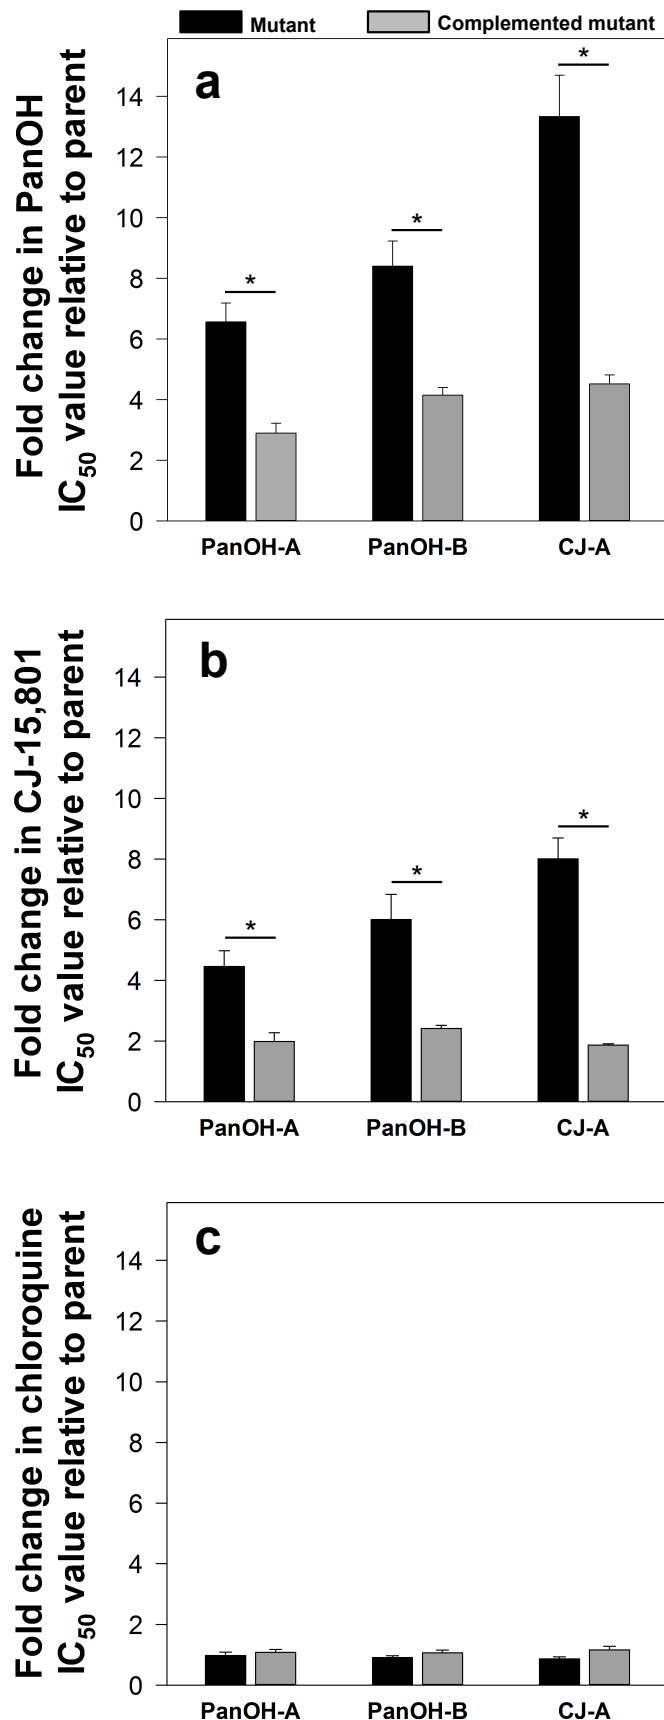 Mutant
Complemented mutant
a
Fold change in PanOH
IC50 value relative to parent
14
12
10
8
6
4
2
0
*
*
*
PanOH-A
PanOH-B
CJ-A
b
Fold change in CJ-15,801
IC50 value relative to parent
14
12
10
8
6
4
2
0
*
*
*
PanOH-A
PanOH-B
CJ-A
c
Fold change in chloroquine
IC50 value relative to parent
14
12
10
8
6
4
2
0
PanOH-A
PanOH-B
CJ-A